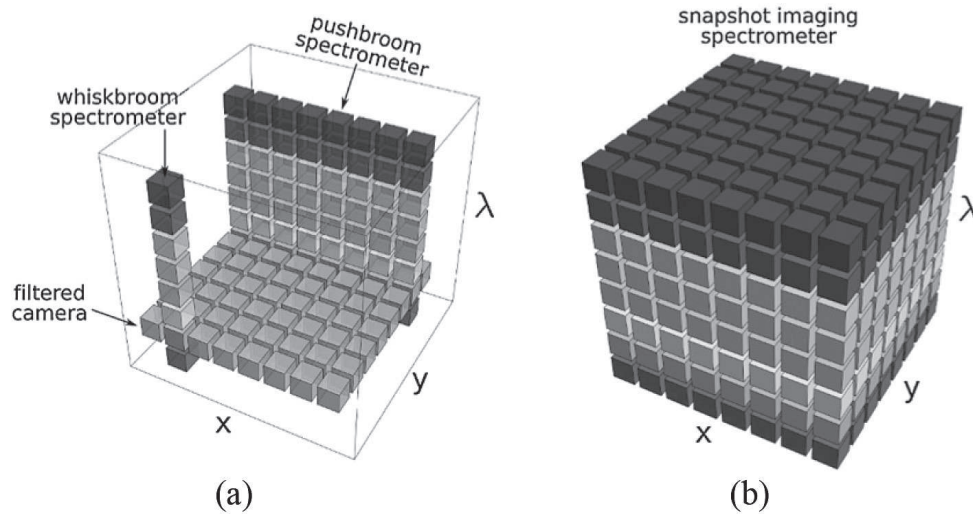 pushbroom
spectrometer
whiskbroom
spectrometer
λ
filtered
camera
y
x
(a)
snapshot imaging
spectrometer
λ
y
x
(b)